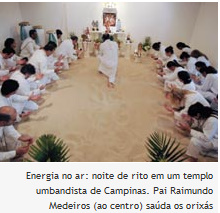 Energia no ar: noite de rito em um templo
umbandista de Campinas. Pai Raimundo
Medeiros (ao centro) saúda os orixás